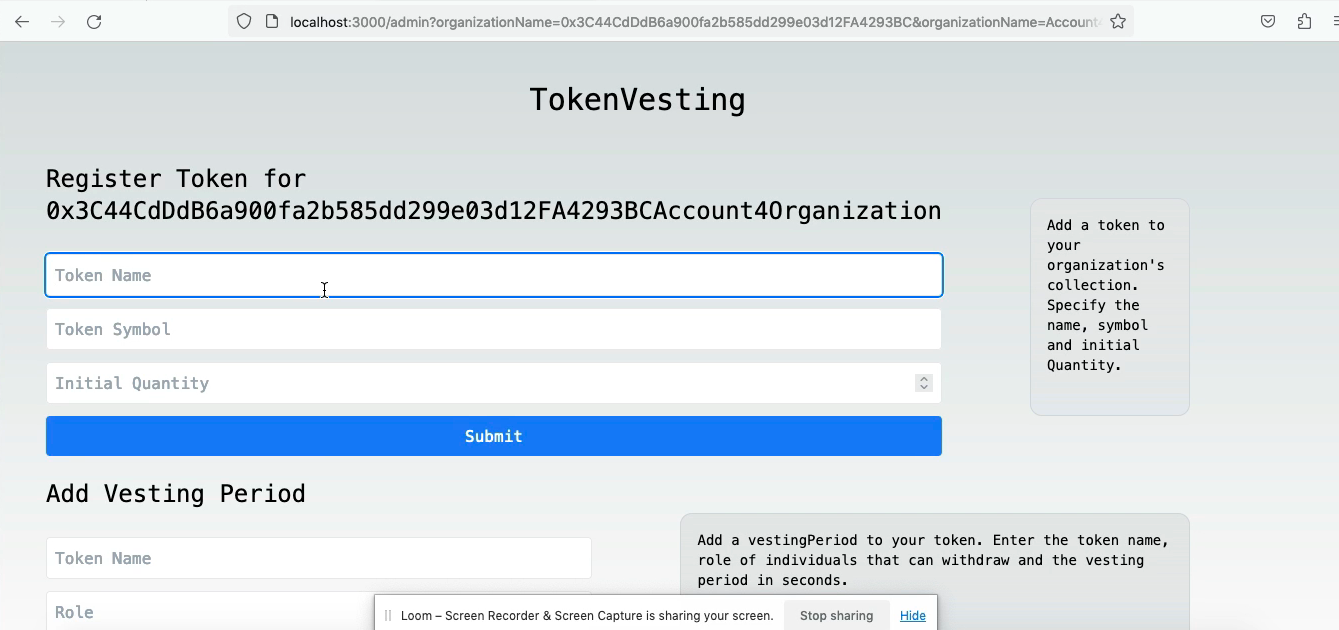 localhost:3000/admin?organizationName=0x3C44CdDdB6a900fa2b585dd299e03d12FA4293BC&organizationName=Account
TokenVesting
Register Token for
0x3C44CdDdB6a900fa2b585dd299e03d12FA4293BCAccount4Organization
Token Name
Token Symbol
Initial Quantity
Submit
Add a token to
your
organization's
collection.
Specify the
name, symbol
and initial
Quantity.
Add Vesting Period
Token Name
Role
Add a vestingPeriod to your token. Enter the token name,
role of individuals that can withdraw and the vesting
period in seconds.
Loom – Screen Recorder & Screen Capture is sharing your screen.
Stop sharing
Hide